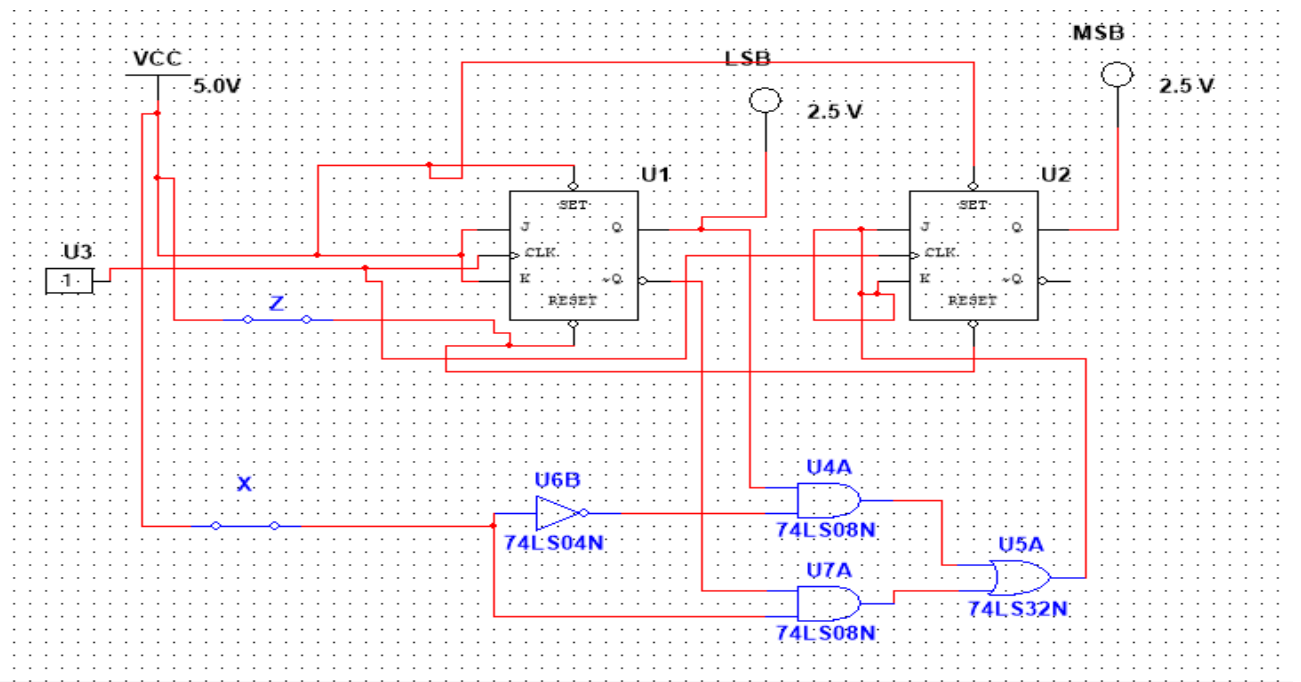 MSB
VCC
LSB
5.0V
2.5 V
2.5 V
U1
U2
SET
SET
J
Q
J
Q
U3
CLK
CLK
1
K
~Q
K
~Q
Z
RESET
RESET
X
U6B
U4A
74LS04N
74LS08N
U5A
U7A
74LS32N
74LS08N